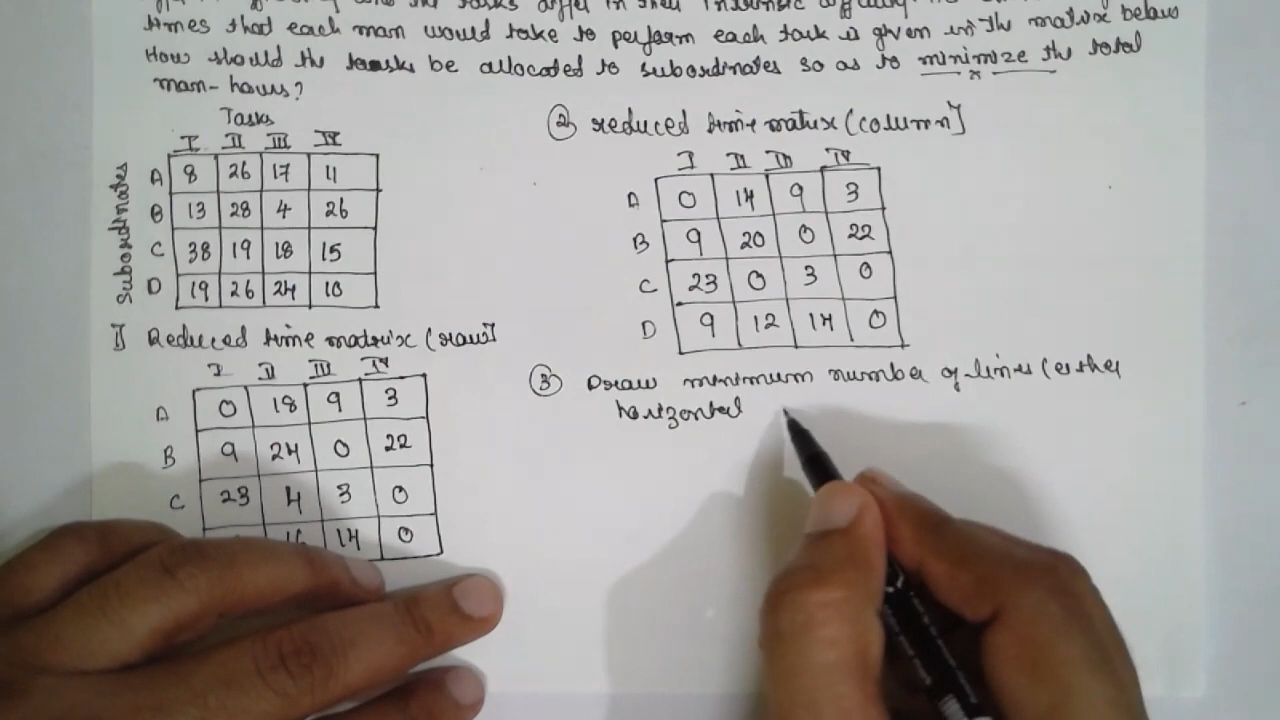 times that each man would take to perform each task is given in the matrix below
How should the tasks be allocated to subordinates so as to minimize the total
man-hours?
Tasks
I II III IV
Subordinates
A 8 26 17 11
B 13 28 4 26
C 38 19 18 15
D 19 26 24 10
1] Reduced time matrix (row]
I II III IV
A 0 18 9 3
B 9 24 0 22
C 23 4 3 0
16 14 0
② reduced time matrix (column]
I II III IV
A 0 14 9 3
B 9 20 0 22
C 23 0 3 0
D 9 12 14 0
③ Draw minimum number of lines (either
horizontal